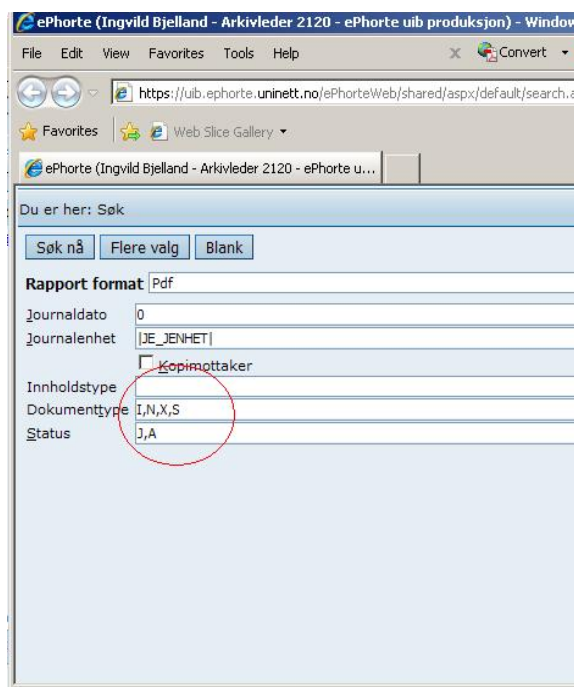 ePhorte (Ingvild Bjelland - Arkivleder 2120 - ePhorte uib produksjon) - Window
File Edit View Favorites Tools Help Convert
https://uib.ephorte.uninett.no/ePhorteWeb/shared/aspx/default/search.a
Favorites Web Slice Gallery
ePhorte (Ingvild Bjelland - Arkivleder 2120 - ePhorte u...
Du er her: Søk
Søk nå Flere valg Blank
Rapport format Pdf
Journaldato 0
Journalenhet |JE_JENHET|
Kopimottaker
Innholdstype
Dokumenttype I,N,X,S
Status J,A